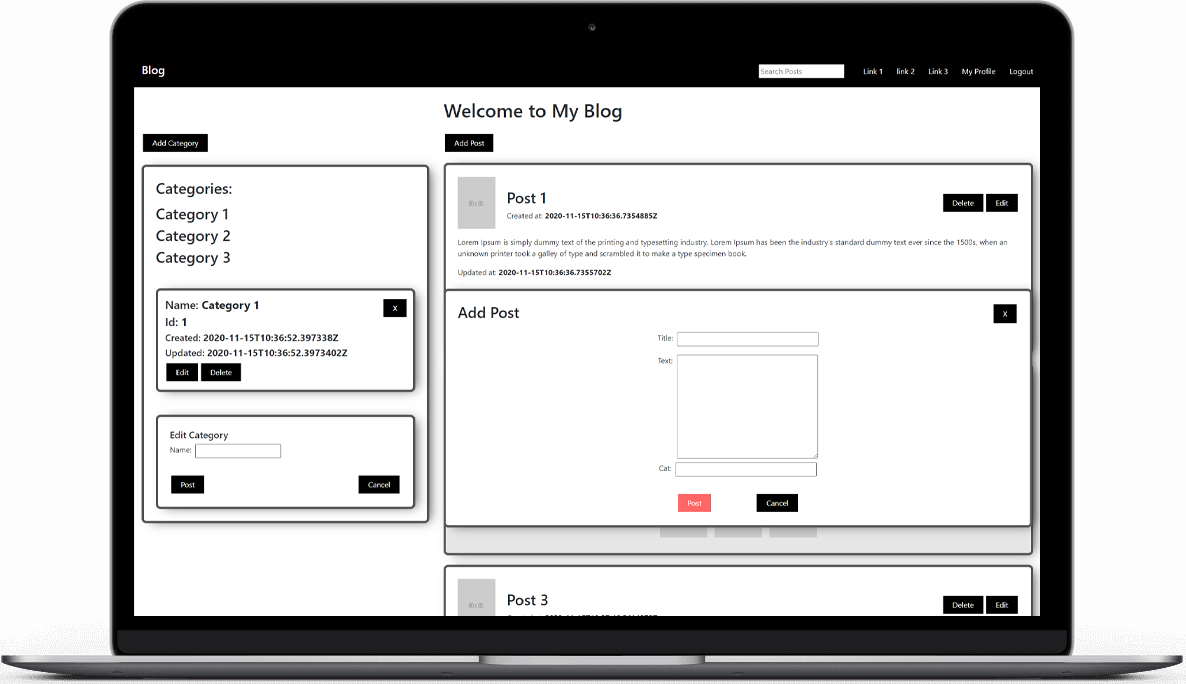 Blog
Search Posts
Link 1 link 2 Link 3 My Profile Logout
Welcome to My Blog
Add Category
Add Post
Categories:
Category 1
Category 2
Category 3
Name: Category 1
X
Id: 1
Created: 2020-11-15T10:36:52.397338Z
Updated: 2020-11-15T10:36:52.3973402Z
Edit Delete
Edit Category
Name:
Post Cancel
80x80
Post 1
Delete Edit
Created at: 2020-11-15T10:36:36.7354885Z
Lorem Ipsum is simply dummy text of the printing and typesetting industry. Lorem Ipsum has been the industry's standard dummy text ever since the 1500s, when an
unknown printer took a galley of type and scrambled it to make a type specimen book.
Updated at: 2020-11-15T10:36:36.7355702Z
Add Post
X
Title:
Text:
Cat:
Post Cancel
80x80
Post 3
Delete Edit